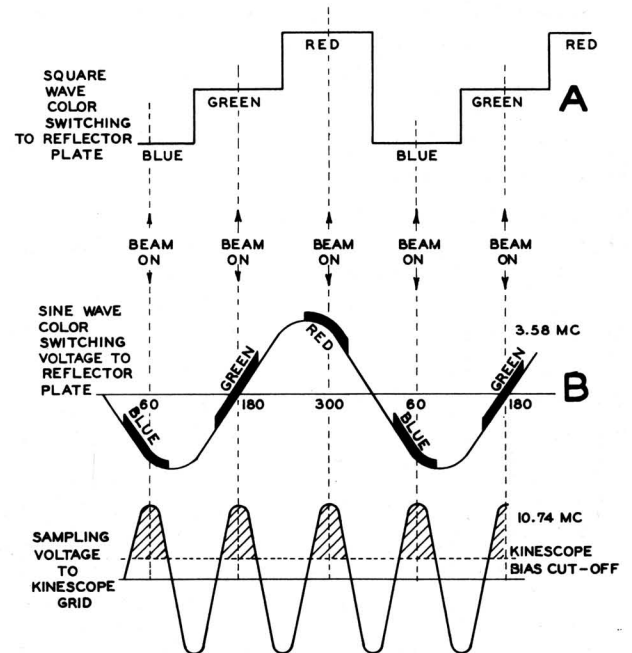 SQUARE
WAVE
COLOR
SWITCHING
TO REFLECTOR
PLATE
RED
RED
GREEN
GREEN
BLUE
BLUE
A
BEAM
ON
BEAM
ON
BEAM
ON
BEAM
ON
BEAM
ON
SINE WAVE
COLOR
SWITCHING
VOLTAGE TO
REFLECTOR
PLATE
BLUE
GREEN
RED
BLUE
GREEN
3.58 MC
B
60
180
300
60
180
SAMPLING
VOLTAGE
TO
KINESCOPE
GRID
10.74 MC
KINESCOPE
BIAS CUT-OFF